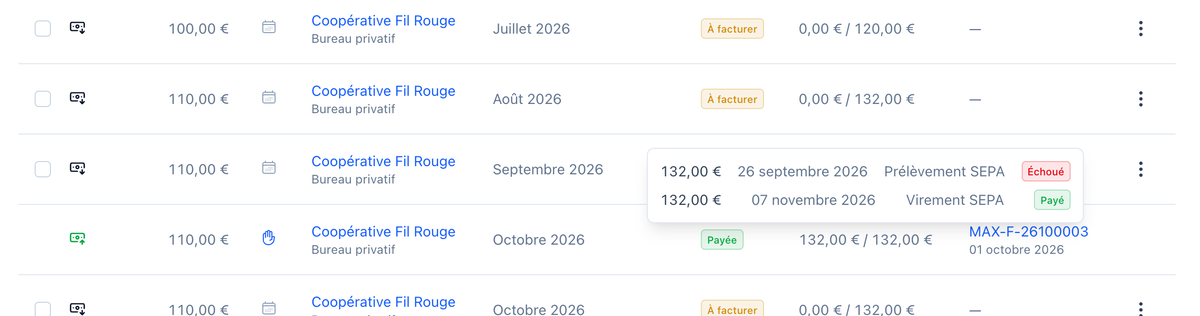 100,00 € Coopérative Fil Rouge Juillet 2026 À facturer 0,00 € / 120,00 € —
Bureau privatif
110,00 € Coopérative Fil Rouge Août 2026 À facturer 0,00 € / 132,00 € —
Bureau privatif
110,00 € Coopérative Fil Rouge Septembre 2026
Bureau privatif
132,00 € 26 septembre 2026 Prélèvement SEPA Échoué
132,00 € 07 novembre 2026 Virement SEPA Payé
110,00 € Coopérative Fil Rouge Octobre 2026 Payée 132,00 € / 132,00 € MAX-F-26100003
Bureau privatif 01 octobre 2026
110,00 € Coopérative Fil Rouge Octobre 2026 À facturer 0,00 € / 132,00 € —